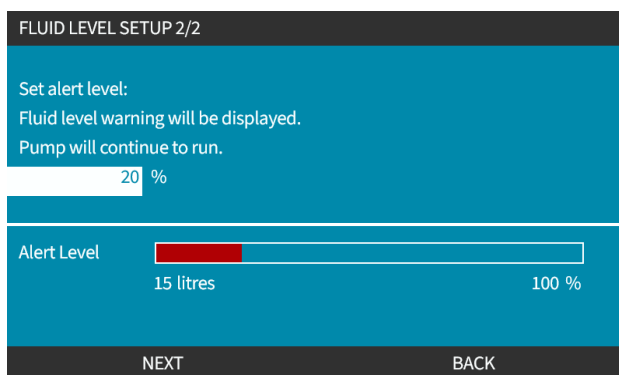 FLUID LEVEL SETUP 2/2
Set alert level:
Fluid level warning will be displayed.
Pump will continue to run.
20 %
Alert Level
15 litres 100 %
NEXT BACK